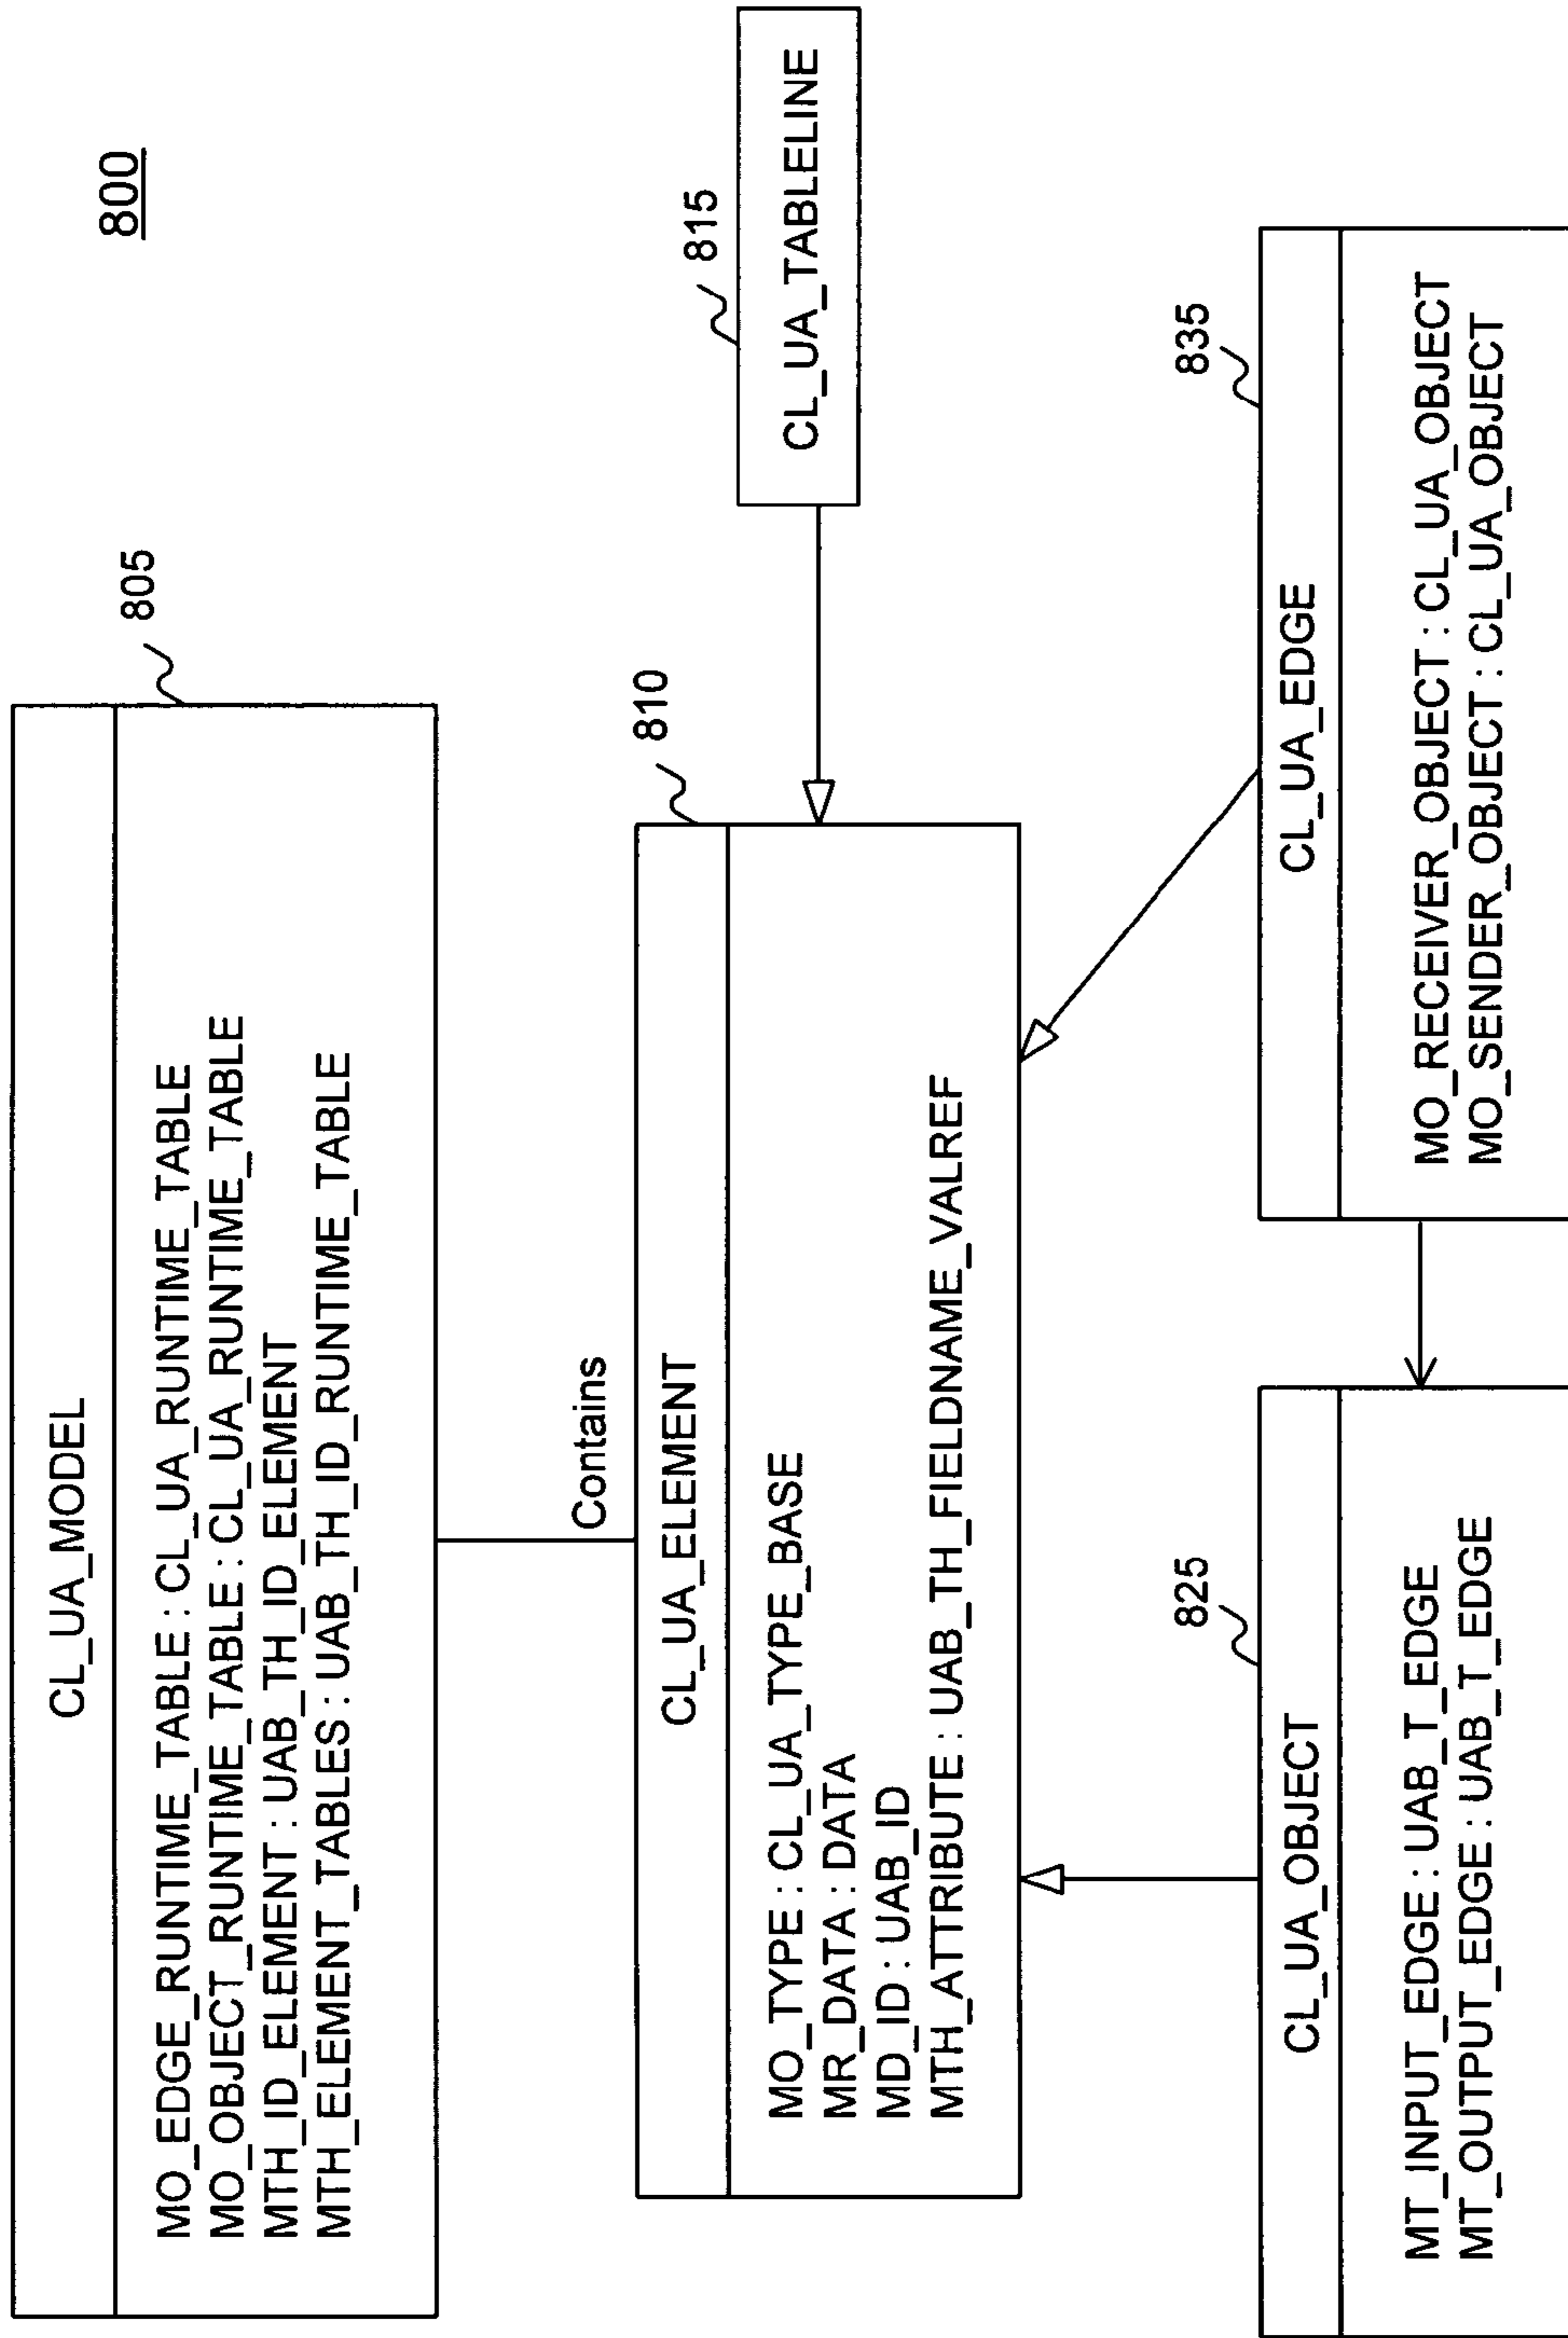 800
CL_UA_MODEL
805
MO_EDGE_RUNTIME_TABLE : CL_UA_RUNTIME_TABLE
MO_OBJECT_RUNTIME_TABLE : CL_UA_RUNTIME_TABLE
MTH_ID_ELEMENT : UAB_TH_ID_ELEMENT
MTH_ELEMENT_TABLES : UAB_TH_ID_RUNTIME_TABLE
Contains
810
CL_UA_ELEMENT
MO_TYPE : CL_UA_TYPE_BASE
MR_DATA : DATA
MD_ID : UAB_ID
MTH_ATTRIBUTE : UAB_TH_FIELDNAME_VALREF
815
CL_UA_TABLELINE
825
CL_UA_OBJECT
MT_INPUT_EDGE : UAB_T_EDGE
MT_OUTPUT_EDGE : UAB_T_EDGE
835
CL_UA_EDGE
MO_RECEIVER_OBJECT : CL_UA_OBJECT
MO_SENDER_OBJECT : CL_UA_OBJECT